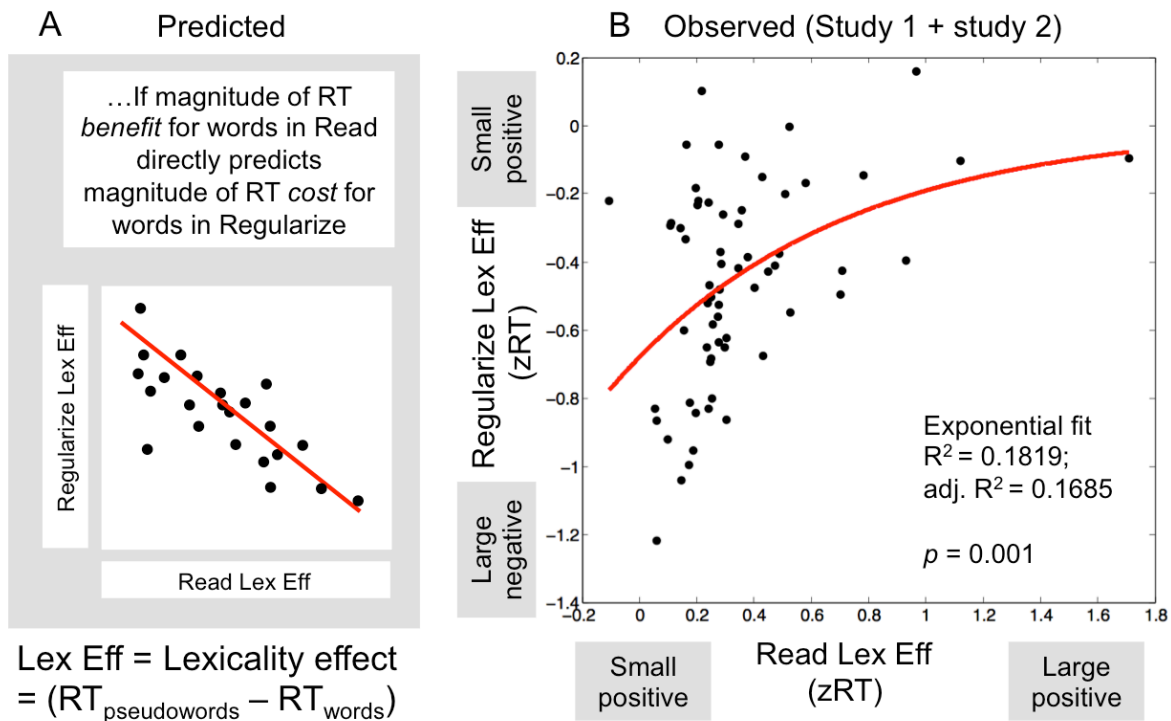 A Predicted
…If magnitude of RT
benefit for words in Read
directly predicts
magnitude of RT cost for
words in Regularize
Regularize Lex Eff
Read Lex Eff
Lex Eff = Lexicality effect
= (RTpseudowords – RTwords)
B Observed (Study 1 + study 2)
Small
positive
Regularize Lex Eff
(zRT)
Large
negative
0.2
0
−0.2
−0.4
−0.6
−0.8
−1
−1.2
−1.4
Exponential fit
R² = 0.1819;
adj. R² = 0.1685
p = 0.001
−0.2 0 0.2 0.4 0.6 0.8 1 1.2 1.4 1.6 1.8
Small
positive
Read Lex Eff
(zRT)
Large
positive